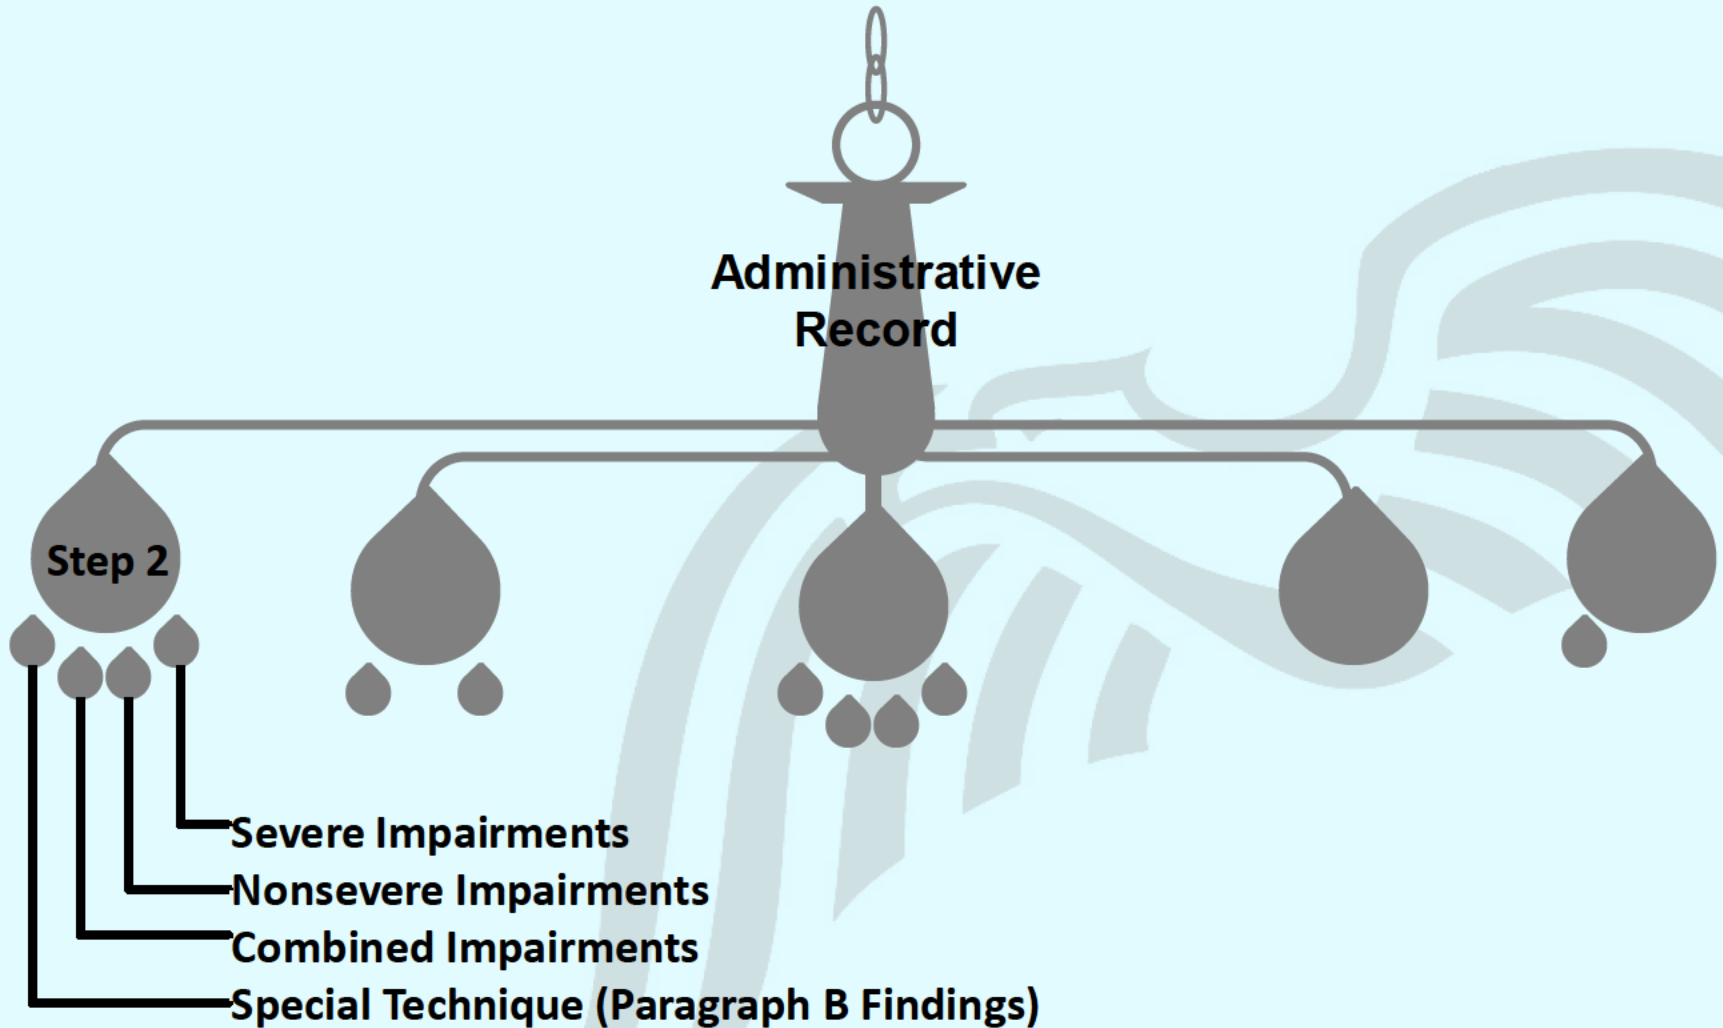 Administrative
Record
Step 2
Severe Impairments
Nonsevere Impairments
Combined Impairments
Special Technique (Paragraph B Findings)